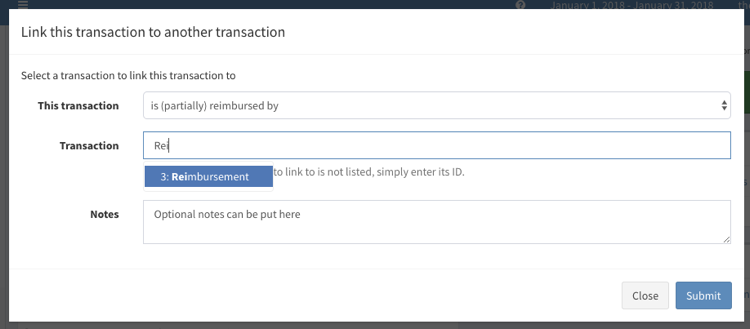 January 1, 2018 - January 31, 2018
Link this transaction to another transaction
Select a transaction to link this transaction to
This transaction is (partially) reimbursed by
Transaction Rei
3: Reimbursement to link to is not listed, simply enter its ID.
Notes Optional notes can be put here
Close Submit